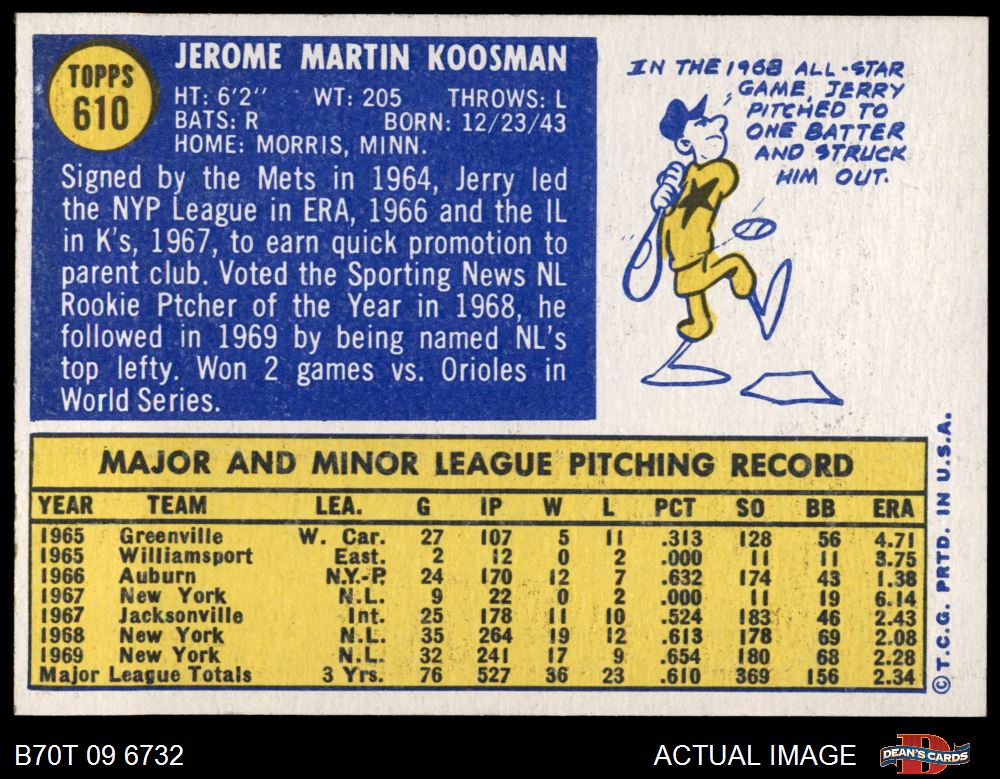 TOPPS
610
JEROME MARTIN KOOSMAN
HT: 6'2" WT: 205 THROWS: L
BATS: R BORN: 12/23/43
HOME: MORRIS, MINN.
Signed by the Mets in 1964, Jerry led
the NYP League in ERA, 1966 and the IL
in K's, 1967, to earn quick promotion to
parent club. Voted the Sporting News NL
Rookie Ptcher of the Year in 1968, he
followed in 1969 by being named NL's
top lefty. Won 2 games vs. Orioles in
World Series.
IN THE 1968 ALL-STAR
GAME, JERRY
PITCHED TO
ONE BATTER
AND STRUCK
HIM OUT.
MAJOR AND MINOR LEAGUE PITCHING RECORD
YEAR TEAM LEA. G IP W L PCT SO BB ERA
1965 Greenville W. Car. 27 107 5 11 .313 128 56 4.71
1965 Williamsport East. 2 12 0 2 .000 11 11 3.75
1966 Auburn N.Y.-P. 24 170 12 7 .632 174 43 1.38
1967 New York N.L. 9 22 0 2 .000 11 19 6.14
1967 Jacksonville Int. 25 178 11 10 .524 183 46 2.43
1968 New York N.L. 35 264 19 12 .613 178 69 2.08
1969 New York N.L. 32 241 17 9 .654 180 68 2.28
Major League Totals 3 Yrs. 76 527 36 23 .610 369 156 2.34
© T.C.G. PRTD. IN U.S.A.
B70T 09 6732
ACTUAL IMAGE
DEAN'S CARDS